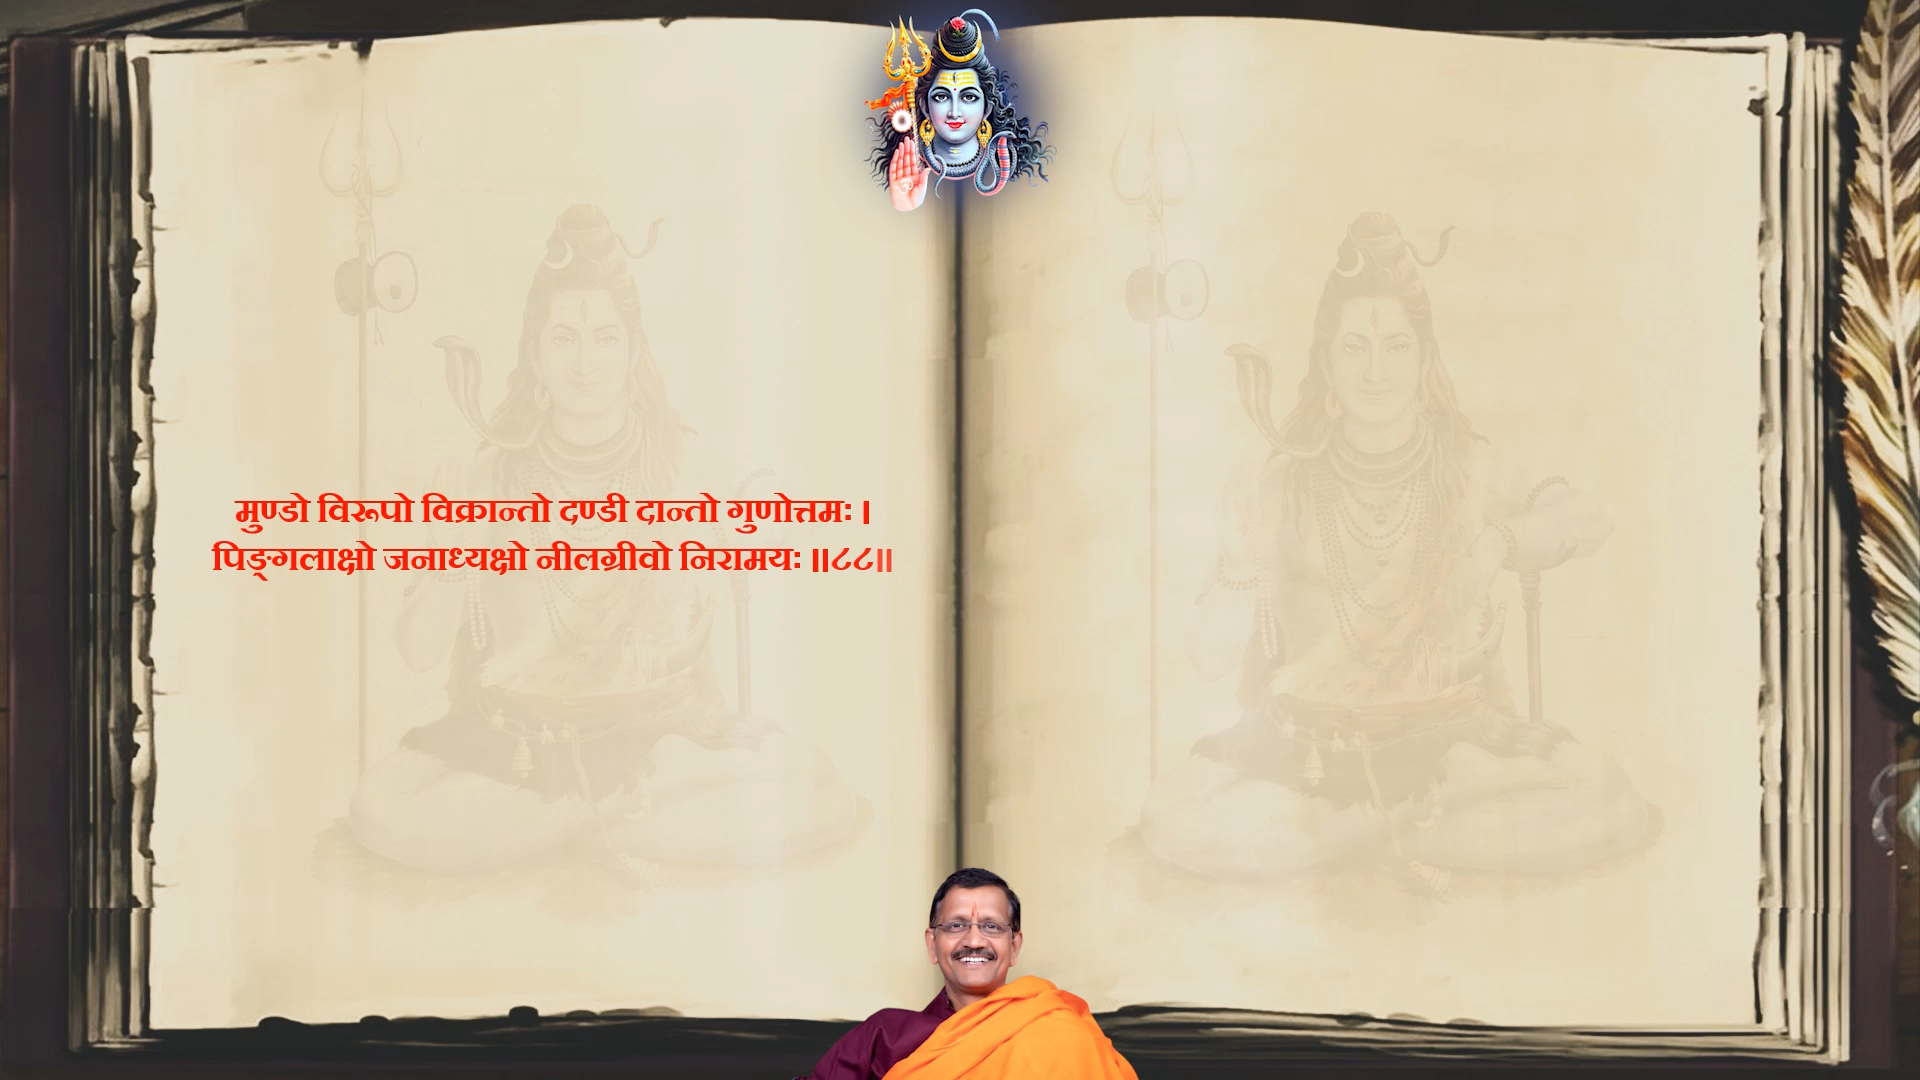 मुण्डो विरूपो विक्रान्तो दण्डी दान्तो गुणोत्तमः ।
पिङ्गलाक्षो जनाध्यक्षो नीलग्रीवो निरामयः ॥८८॥